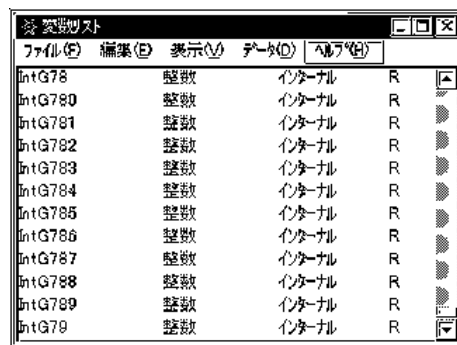 変数リスト
ファイル(F) 編集(E) 表示(V) データ(D) ヘルプ(H)
IntG78 整数 インターナル R
IntG780 整数 インターナル R
IntG781 整数 インターナル R
IntG782 整数 インターナル R
IntG783 整数 インターナル R
IntG784 整数 インターナル R
IntG785 整数 インターナル R
IntG786 整数 インターナル R
IntG787 整数 インターナル R
IntG788 整数 インターナル R
IntG789 整数 インターナル R
IntG79 整数 インターナル R